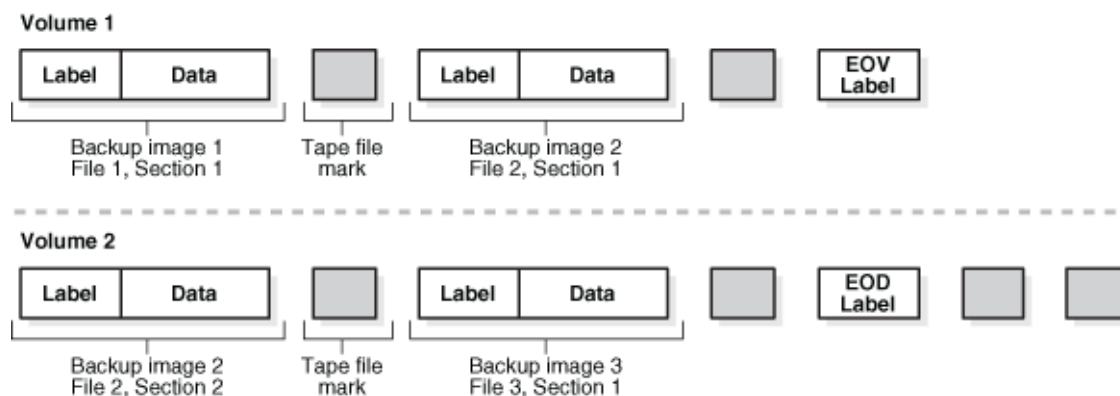 Volume 1
Label Data Label Data EOV
Label
Backup image 1 Tape file Backup image 2
File 1, Section 1 mark File 2, Section 1
Volume 2
Label Data Label Data EOD
Label
Backup image 2 Tape file Backup image 3
File 2, Section 2 mark File 3, Section 1